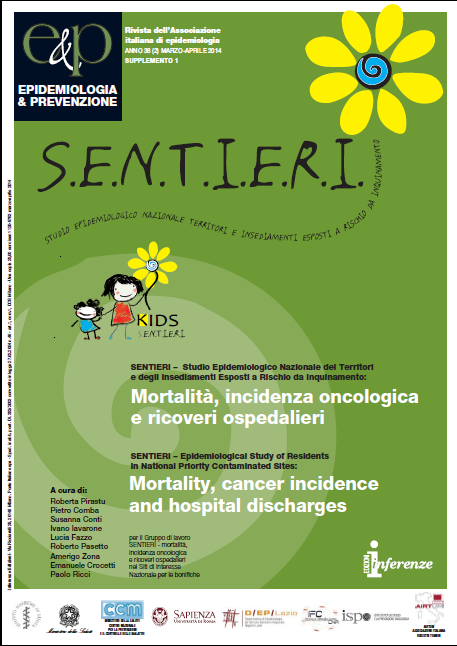 e&p
EPIDEMIOLOGIA
& PREVENZIONE
Rivista dell'Associazione
italiana di epidemiologia
ANNO 38 (2) MARZO-APRILE 2014
SUPPLEMENTO 1
S.E.N.T.I.E.R.I.
STUDIO EPIDEMIOLOGICO NAZIONALE TERRITORI E INSEDIAMENTI ESPOSTI A RISCHIO DA INQUINAMENTO
KIDS
SENTIERI
SENTIERI – Studio Epidemiologico Nazionale dei Territori
e degli Insediamenti Esposti a Rischio da Inquinamento:
Mortalità, incidenza oncologica
e ricoveri ospedalieri
SENTIERI – Epidemiological Study of Residents
in National Priority Contaminated Sites:
Mortality, cancer incidence
and hospital discharges
A cura di:
Roberta Pirastu
Pietro Comba
Susanna Conti
Ivano Iavarone
Lucia Fazzo
Roberto Pasetto
Amerigo Zona
Emanuele Crocetti
Paolo Ricci
per il Gruppo di lavoro
SENTIERI - mortalità,
incidenza oncologica
e ricoveri ospedalieri
nei Siti di Interesse
Nazionale per le bonifiche
EDIZIONI
inferenze
Ministero della Salute
ccm
SAPIENZA
UNIVERSITÀ DI ROMA
D/EPI/Lazio
IFC
ispo
AIRTUM